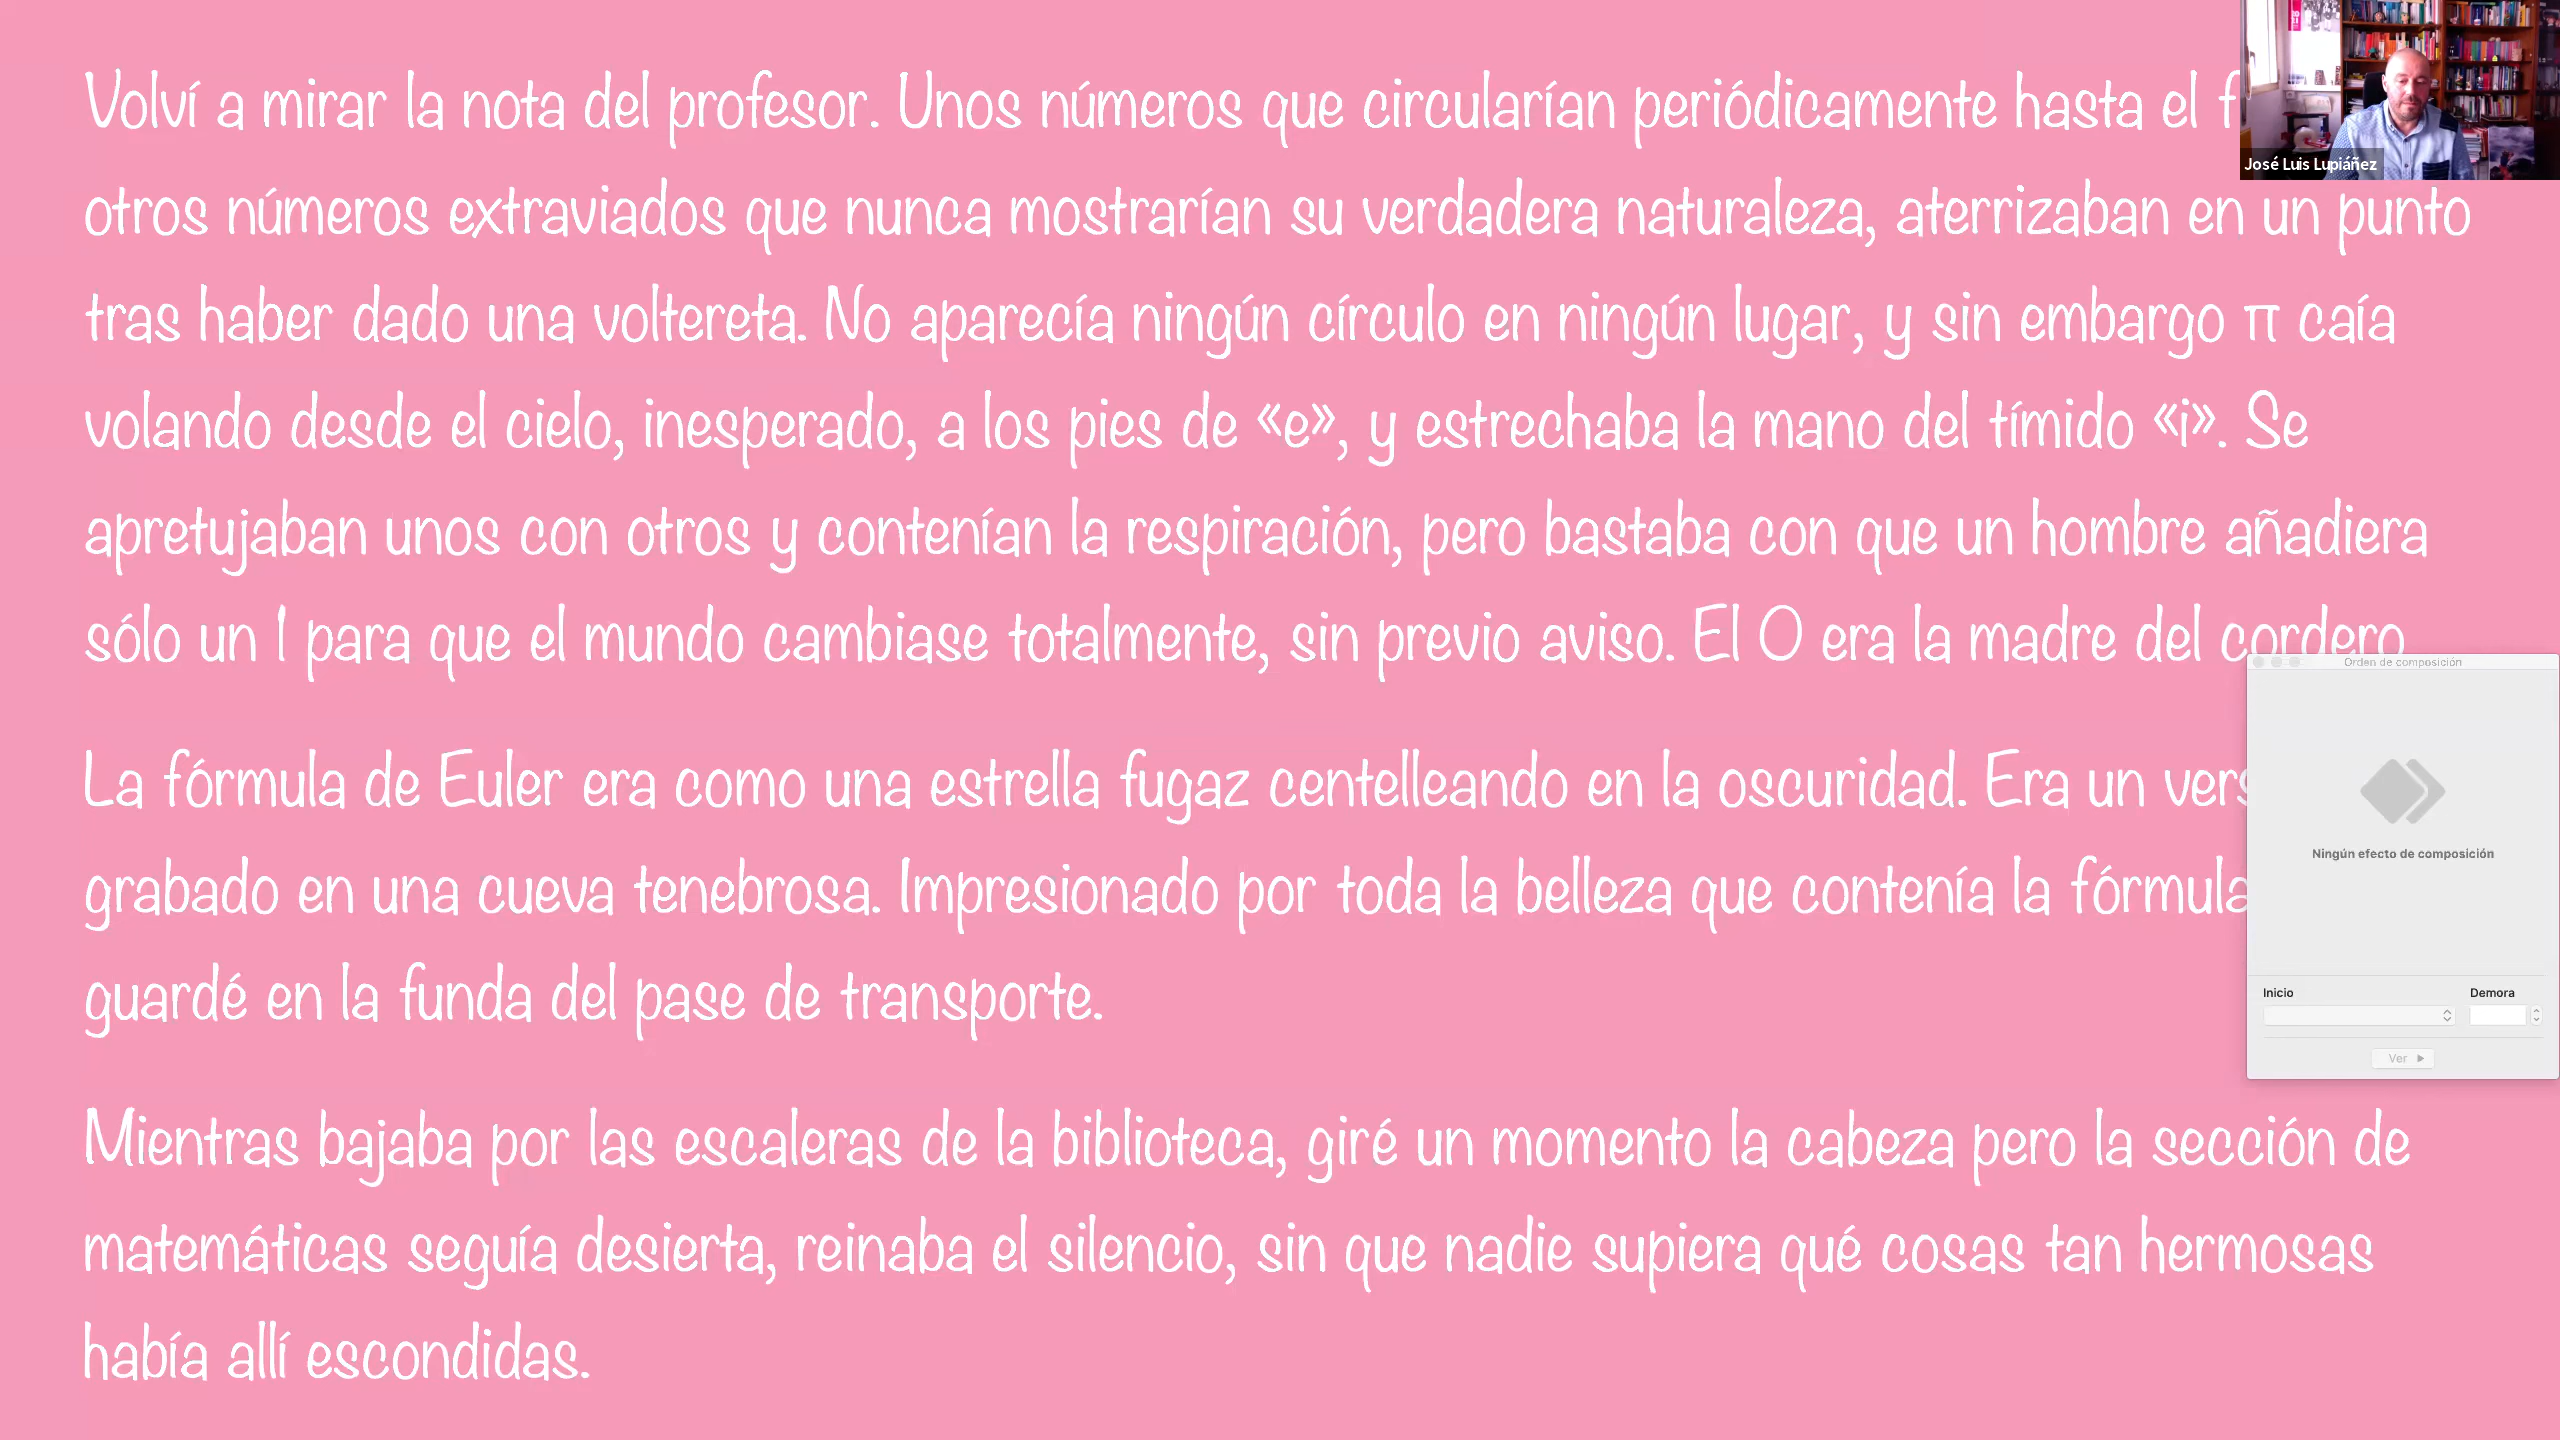 Volví a mirar la nota del profesor. Unos números que circularían periódicamente hasta el
otros números extraviados que nunca mostrarían su verdadera naturaleza, aterrizaban en un punto
tras haber dado una voltereta. No aparecía ningún círculo en ningún lugar, y sin embargo π caía
volando desde el cielo, inesperado, a los pies de «e», y estrechaba la mano del tímido «i». Se
apretujaban unos con otros y contenían la respiración, pero bastaba con que un hombre añadiera
sólo un 1 para que el mundo cambiase totalmente, sin previo aviso. El 0 era la madre del cordero
La fórmula de Euler era como una estrella fugaz centelleando en la oscuridad. Era un
grabado en una cueva tenebrosa. Impresionado por toda la belleza que contenía la fórmula
guardé en la funda del pase de transporte.
Mientras bajaba por las escaleras de la biblioteca, giré un momento la cabeza pero la sección de
matemáticas seguía desierta, reinaba el silencio, sin que nadie supiera qué cosas tan hermosas
había allí escondidas.
José Luis Lupiáñez
Orden de composición
Ningún efecto de composición
Inicio Demora
Ver